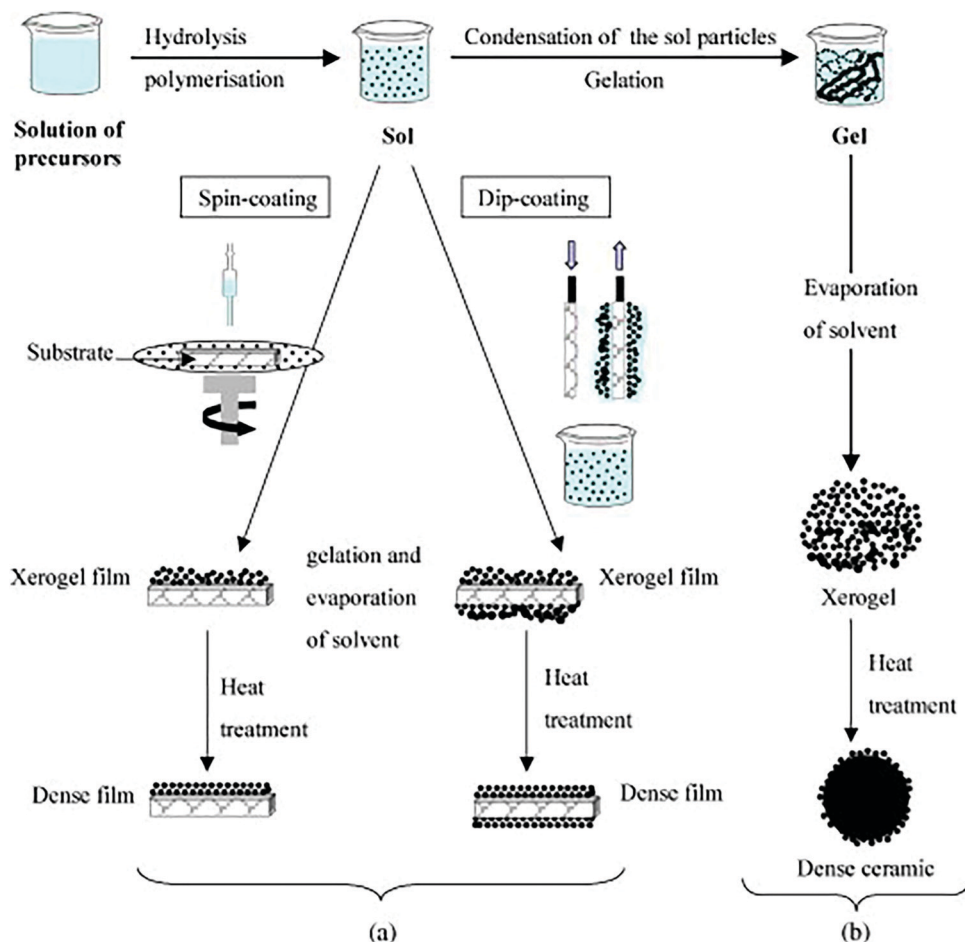 Hydrolysis
polymerisation
Condensation of the sol particles
Gelation
Solution of
precursors
Sol
Gel
Spin-coating
Dip-coating
Substrate
Evaporation
of solvent
Xerogel film
gelation and
evaporation
of solvent
Xerogel film
Xerogel
Heat
treatment
Heat
treatment
Heat
treatment
Dense film
Dense film
Dense ceramic
(a)
(b)